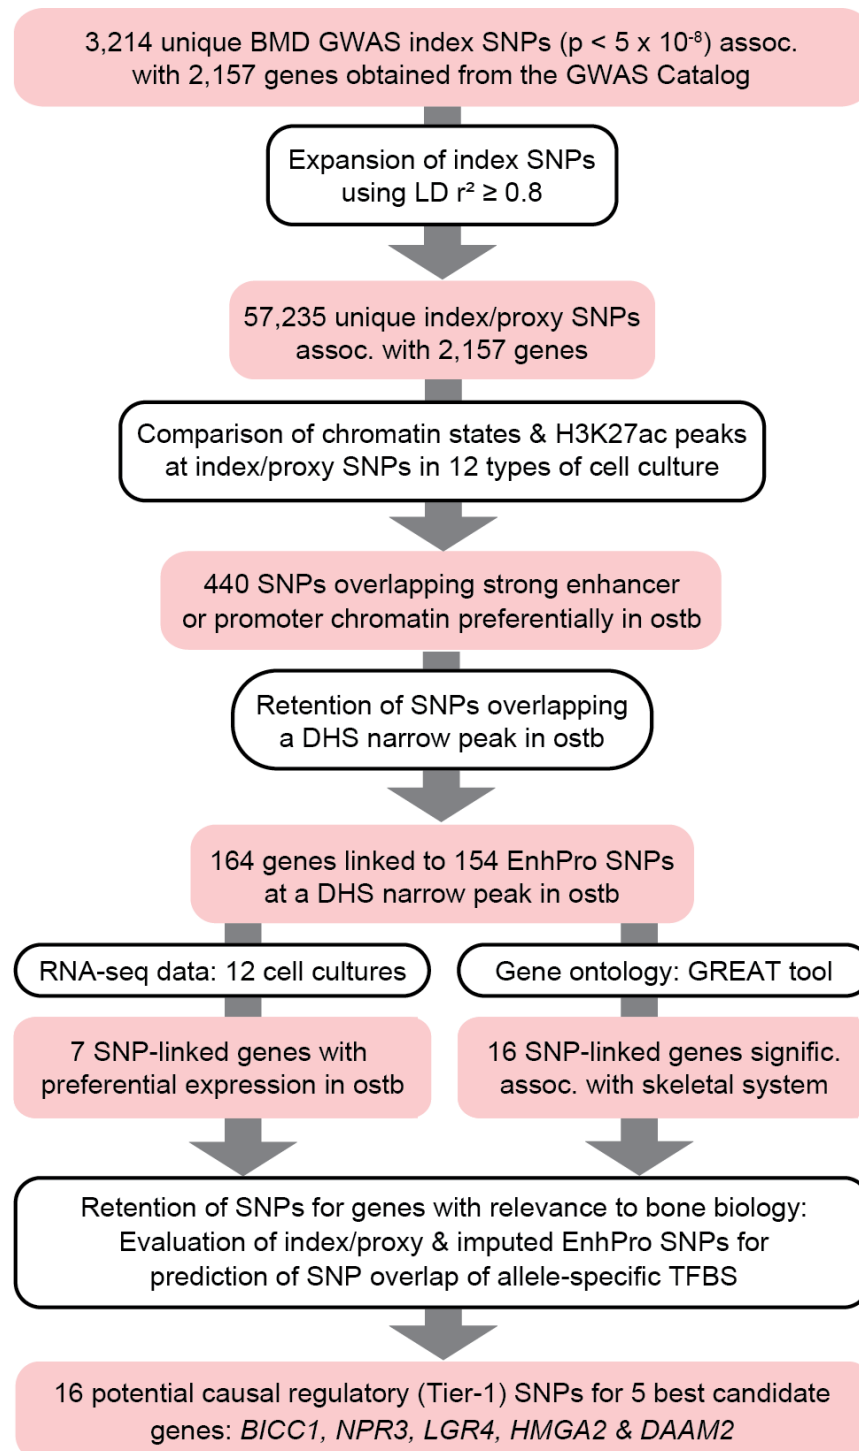 3,214 unique BMD GWAS index SNPs (p < 5 x 10⁻⁸) assoc.
with 2,157 genes obtained from the GWAS Catalog
Expansion of index SNPs
using LD r² ≥ 0.8
57,235 unique index/proxy SNPs
assoc. with 2,157 genes
Comparison of chromatin states & H3K27ac peaks
at index/proxy SNPs in 12 types of cell culture
440 SNPs overlapping strong enhancer
or promoter chromatin preferentially in ostb
Retention of SNPs overlapping
a DHS narrow peak in ostb
164 genes linked to 154 EnhPro SNPs
at a DHS narrow peak in ostb
RNA-seq data: 12 cell cultures
Gene ontology: GREAT tool
7 SNP-linked genes with
preferential expression in ostb
16 SNP-linked genes signific.
assoc. with skeletal system
Retention of SNPs for genes with relevance to bone biology:
Evaluation of index/proxy & imputed EnhPro SNPs for
prediction of SNP overlap of allele-specific TFBS
16 potential causal regulatory (Tier-1) SNPs for 5 best candidate
genes: BICC1, NPR3, LGR4, HMGA2 & DAAM2